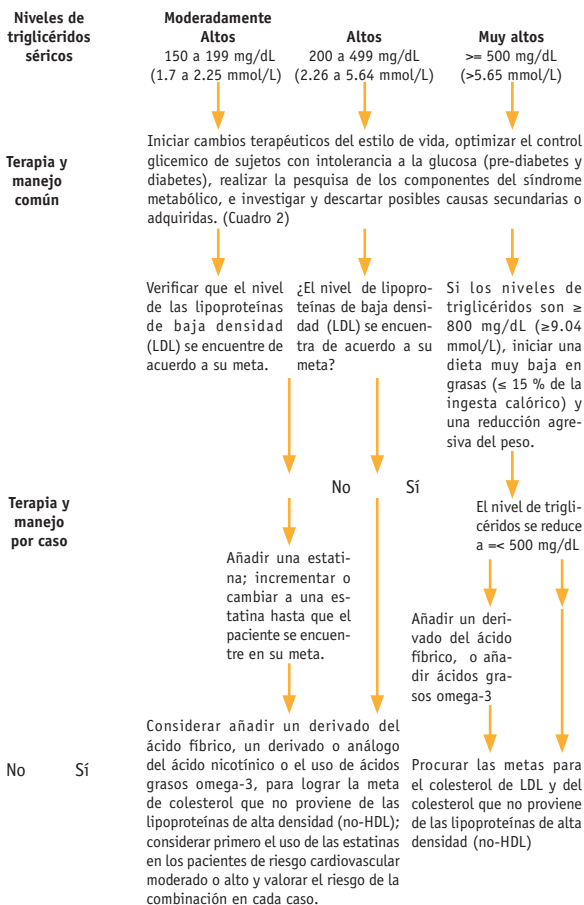 Niveles de
triglicéridos
séricos
Moderadamente
Altos
150 a 199 mg/dL
(1.7 a 2.25 mmol/L)
Altos
200 a 499 mg/dL
(2.26 a 5.64 mmol/L)
Muy altos
>= 500 mg/dL
(>5.65 mmol/L)
Terapia y
manejo
común
Iniciar cambios terapéuticos del estilo de vida, optimizar el control
glicemico de sujetos con intolerancia a la glucosa (pre-diabetes y
diabetes), realizar la pesquisa de los componentes del síndrome
metabólico, e investigar y descartar posibles causas secundarias o
adquiridas. (Cuadro 2)
Verificar que el nivel
de las lipoproteínas
de baja densidad
(LDL) se encuentre de
acuerdo a su meta.
¿El nivel de lipopro-
teínas de baja densi-
dad (LDL) se encuen-
tra de acuerdo a su
meta?
Si los niveles de
triglicéridos son ≥
800 mg/dL (≥9.04
mmol/L), iniciar una
dieta muy baja en
grasas (≤ 15 % de la
ingesta calórico) y
una reducción agre-
siva del peso.
No Sí
Terapia y
manejo
por caso
El nivel de trigli-
céridos se reduce
a =< 500 mg/dL
Añadir una estati-
na; incrementar o
cambiar a una es-
tatina hasta que el
paciente se encuen-
tre en su meta.
Añadir un deri-
vado del ácido
fíbrico, o aña-
dir ácidos gra-
sos omega-3
No Sí
Considerar añadir un derivado del
ácido fíbrico, un derivado o análogo
del ácido nicotínico o el uso de ácidos
grasos omega-3, para lograr la meta
de colesterol que no proviene de las
lipoproteínas de alta densidad (no-HDL);
considerar primero el uso de las estatinas
en los pacientes de riesgo cardiovascular
moderado o alto y valorar el riesgo de la
combinación en cada caso.
Procurar las metas para
el colesterol de LDL y del
colesterol que no proviene
de las lipoproteínas de alta
densidad (no-HDL)